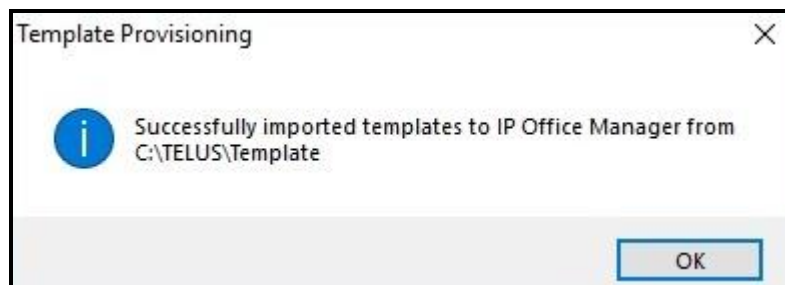 Template Provisioning
Successfully imported templates to IP Office Manager from
C:\TELUS\Template
OK